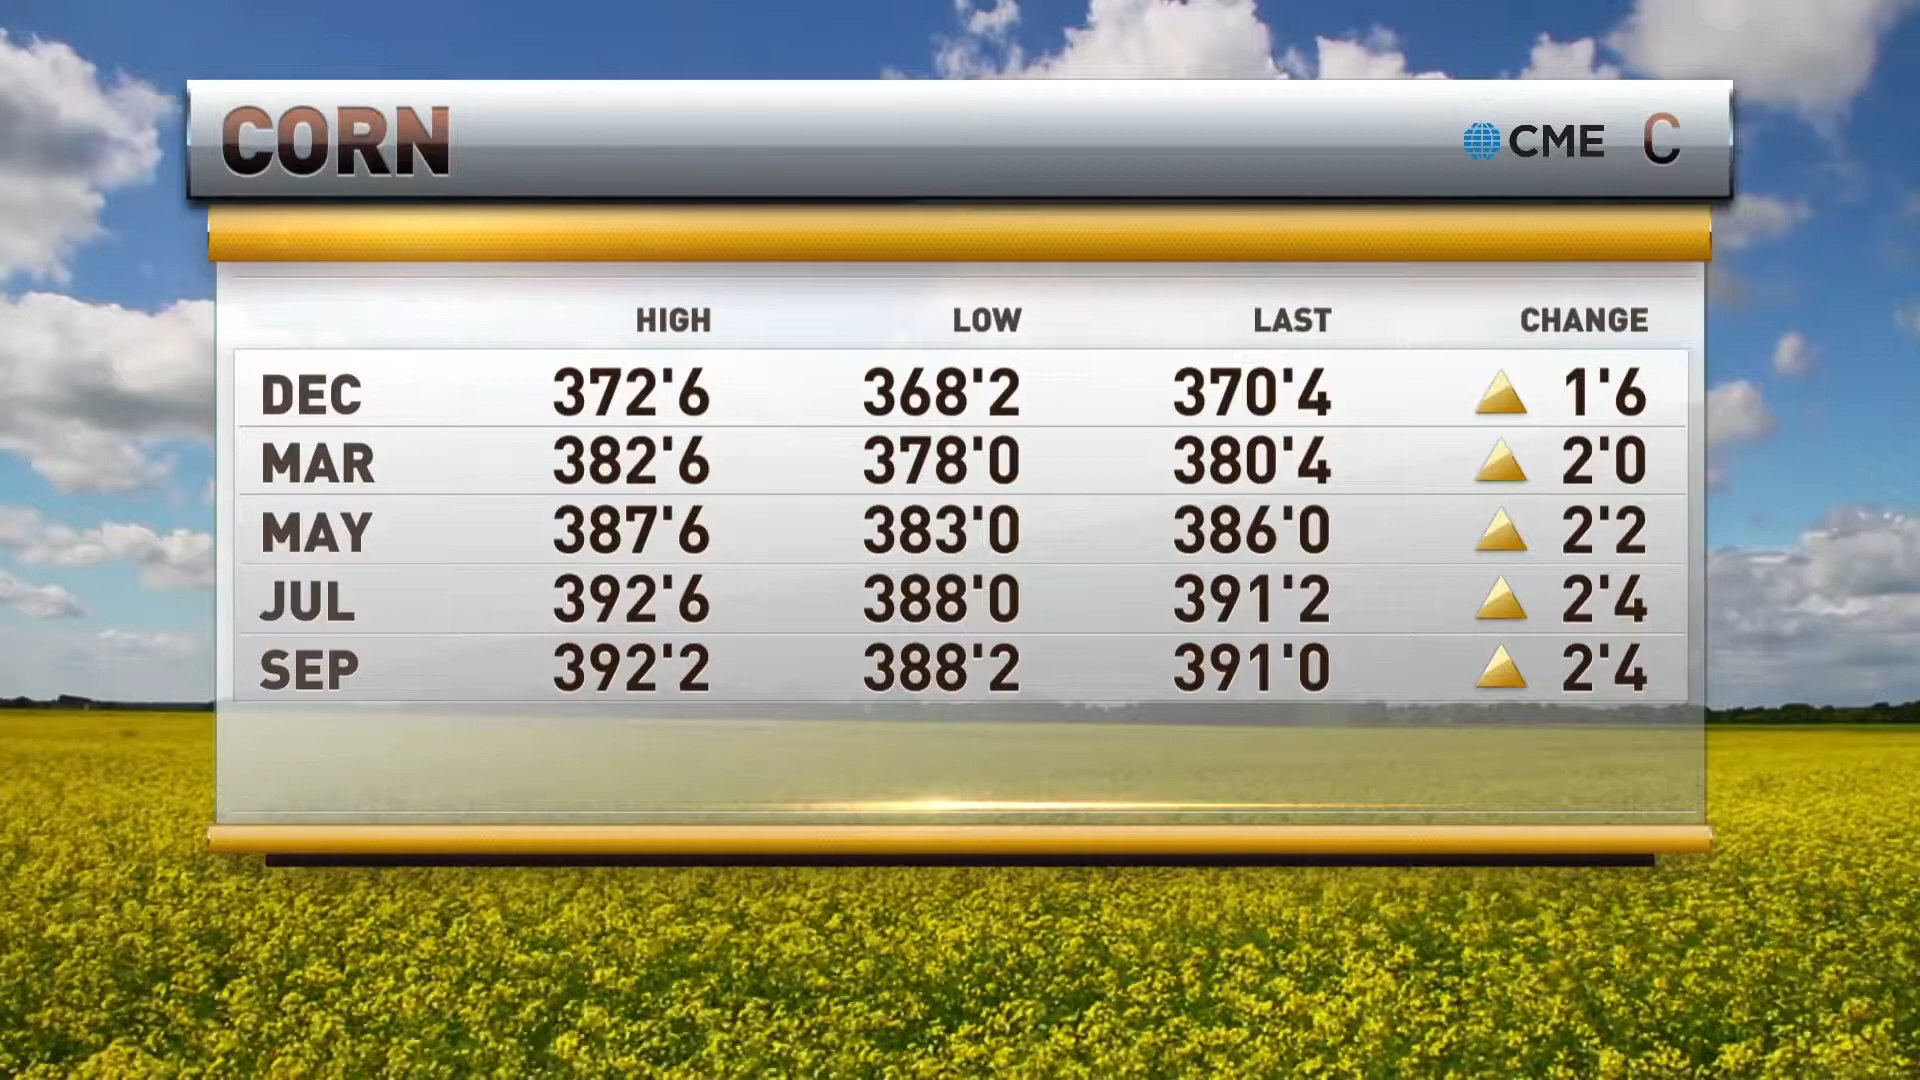 CORN CME C
HIGH LOW LAST CHANGE
DEC 372'6 368'2 370'4 1'6
MAR 382'6 378'0 380'4 2'0
MAY 387'6 383'0 386'0 2'2
JUL 392'6 388'0 391'2 2'4
SEP 392'2 388'2 391'0 2'4